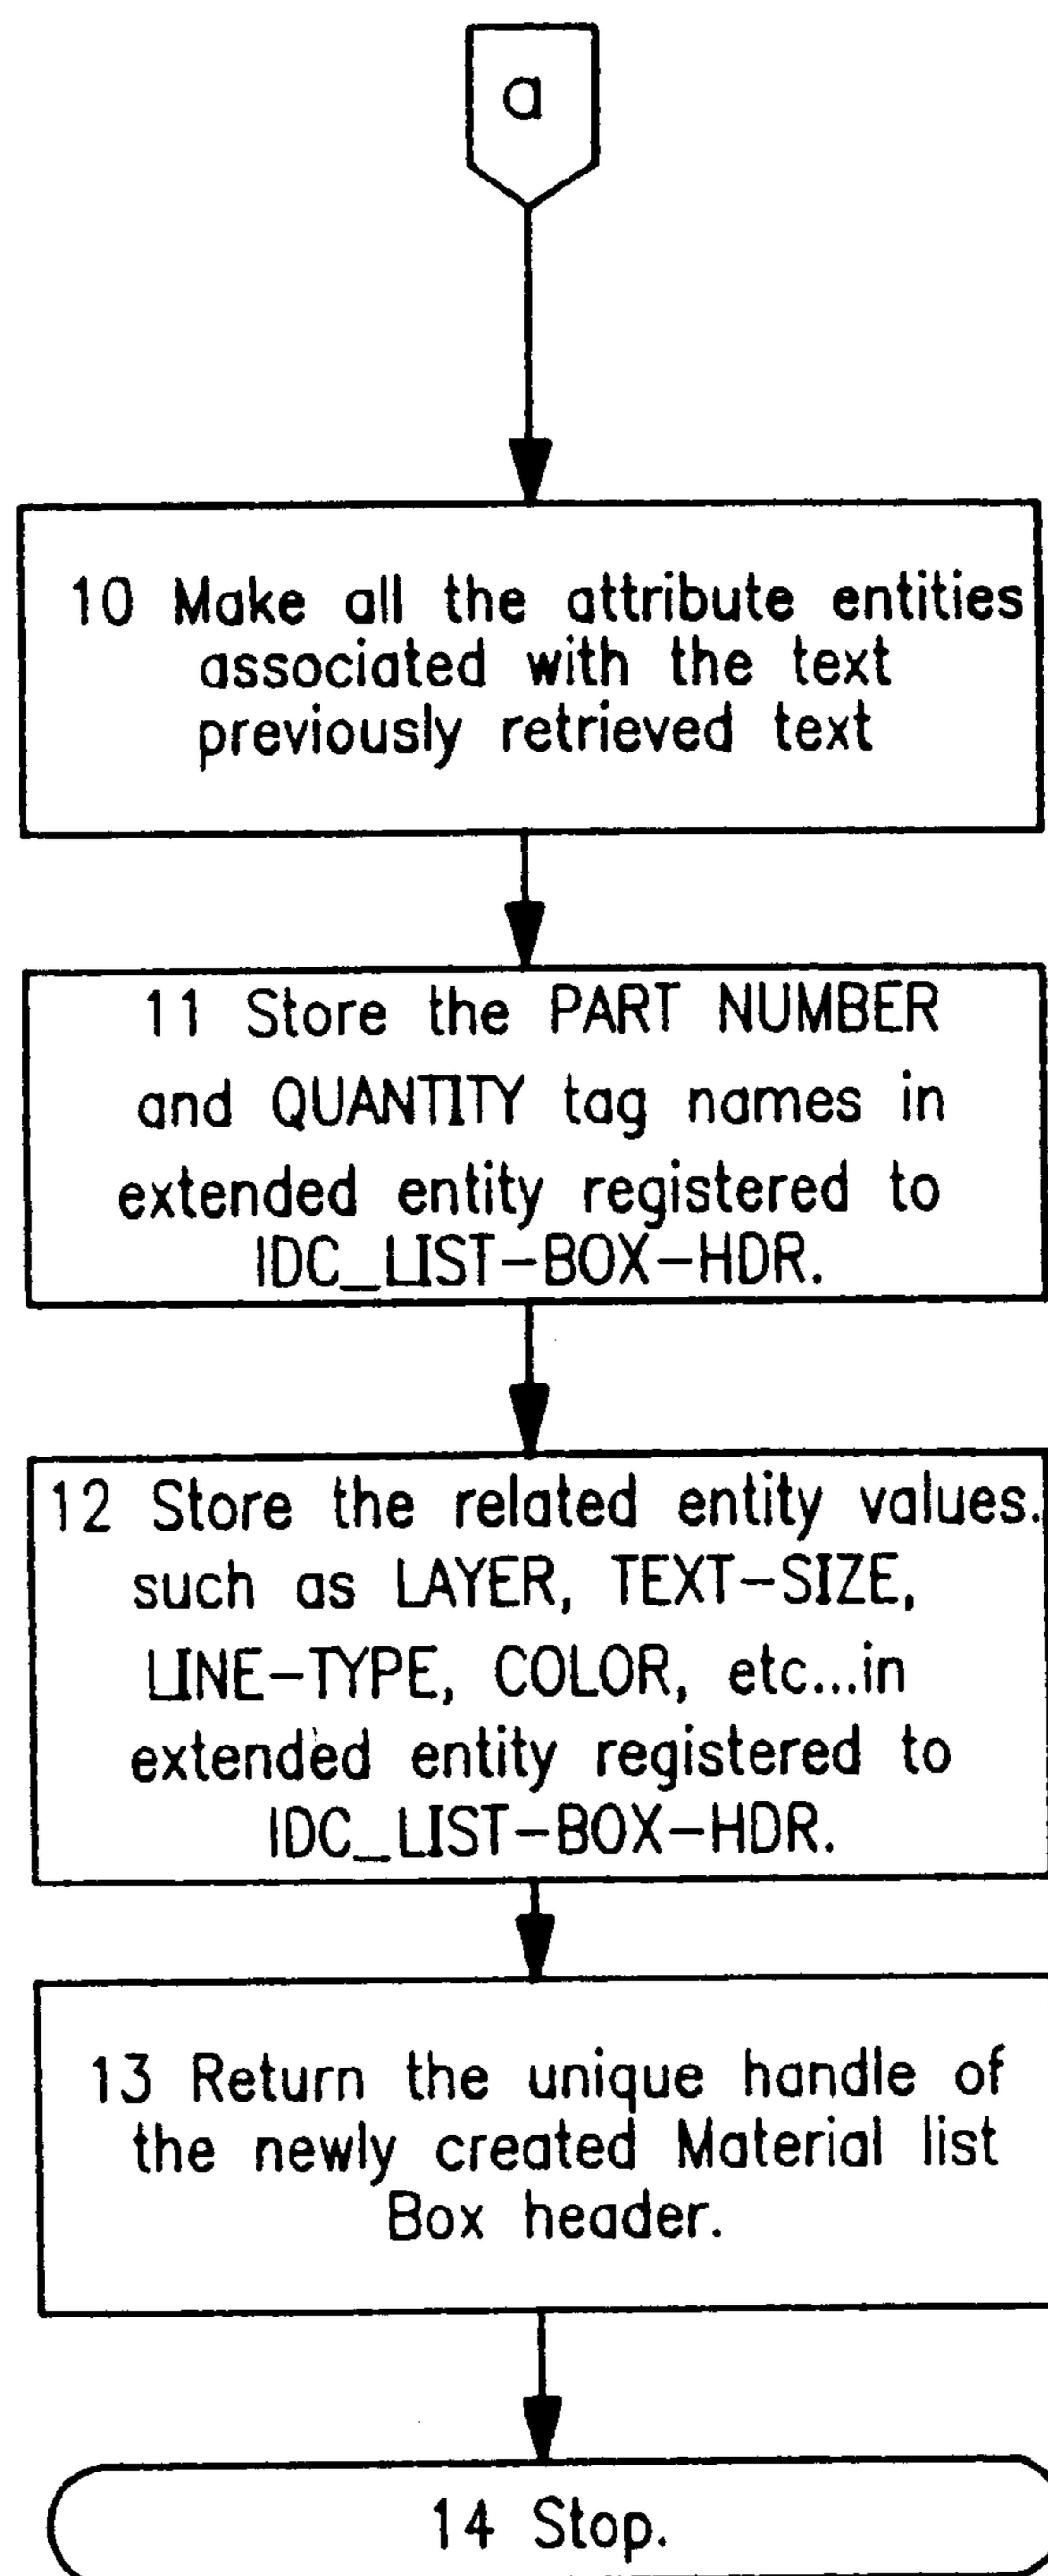 a
10 Make all the attribute entities
associated with the text
previously retrieved text
11 Store the PART NUMBER
and QUANTITY tag names in
extended entity registered to
IDC_LIST-BOX-HDR.
12 Store the related entity values.
such as LAYER, TEXT-SIZE,
LINE-TYPE, COLOR, etc...in
extended entity registered to
IDC_LIST-BOX-HDR.
13 Return the unique handle of
the newly created Material list
Box header.
14 Stop.